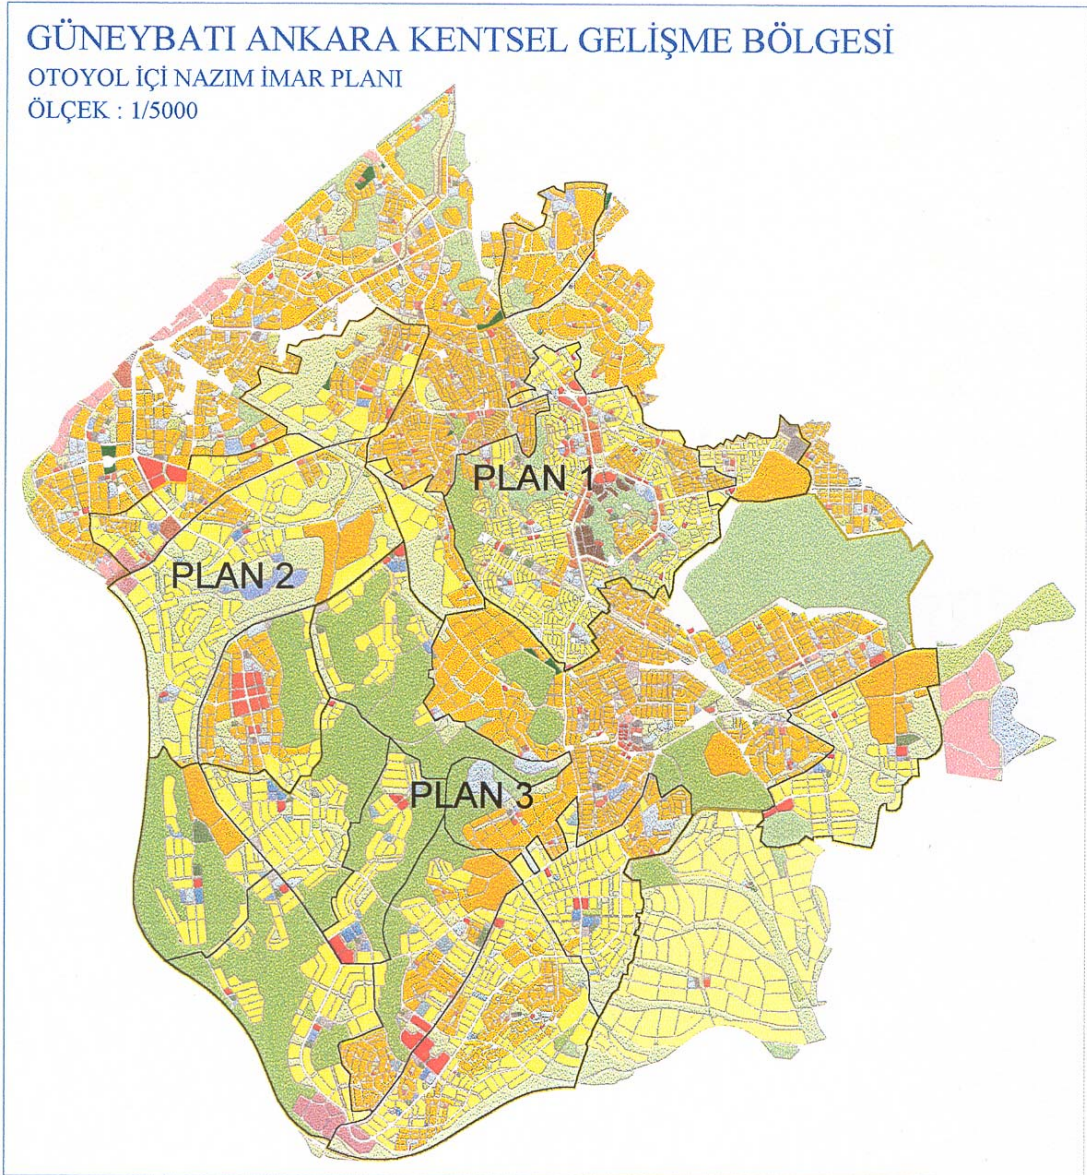 GÜNEYBATI ANKARA KENTSEL GELİŞME BÖLGESİ
OTOYOL İÇİ NAZIM İMAR PLANI
ÖLÇEK : 1/5000
PLAN 1
PLAN 2
PLAN 3